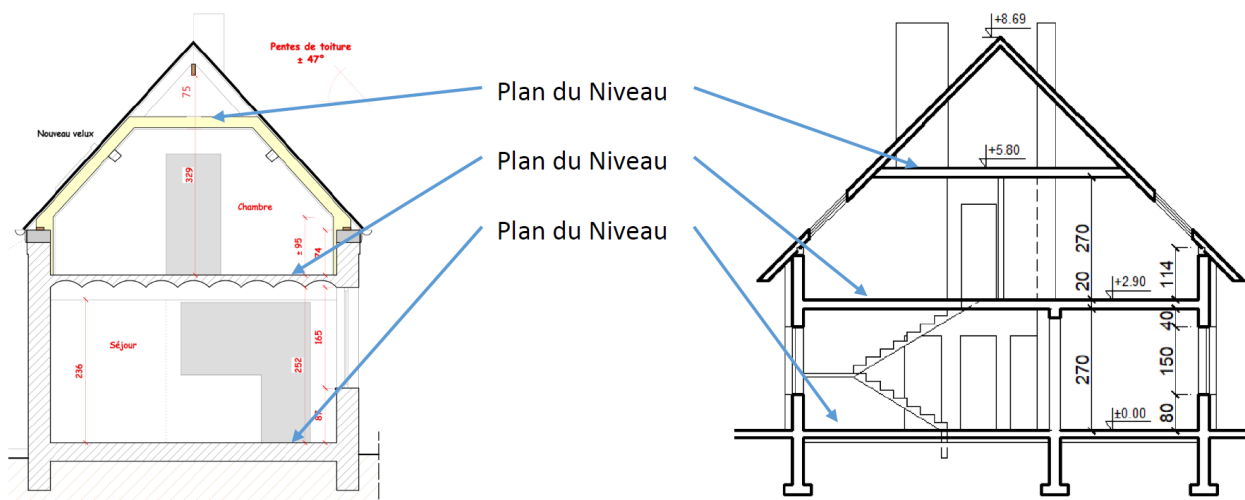 Pentes de toiture
± 47°
75
Nouveau velux
329
Chambre
± 95
74
Séjour
236
252
165
87
Plan du Niveau
Plan du Niveau
Plan du Niveau
+8.69
+5.80
270
20
114
+2.90
40
270
150
±0.00
80